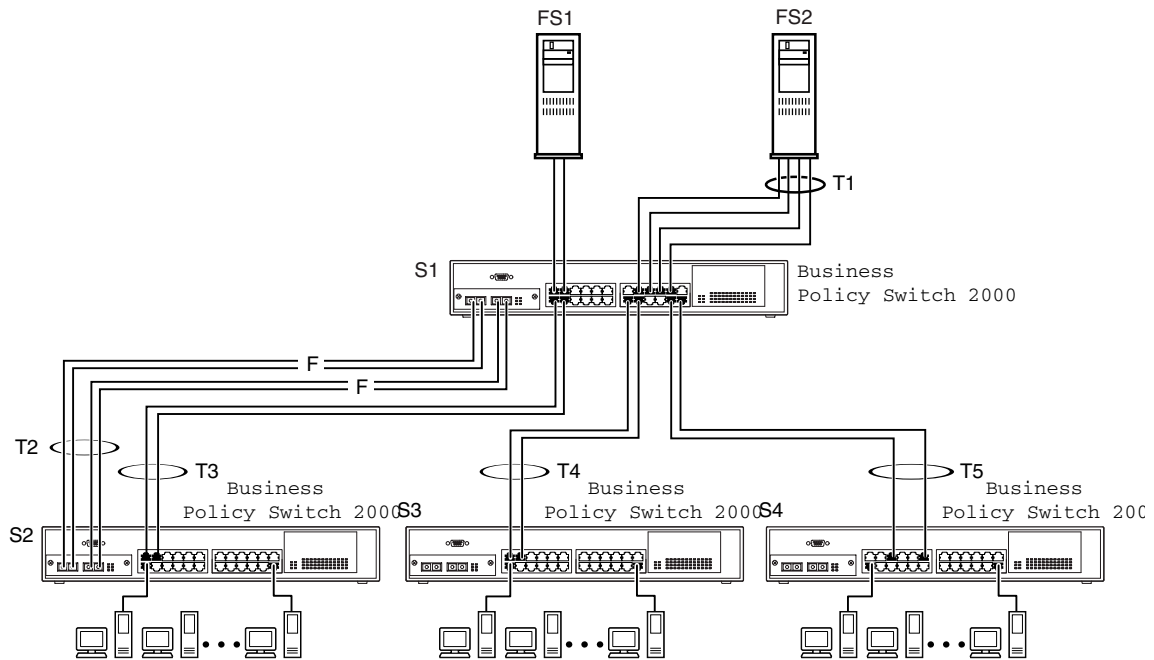 FS1
FS2
T1
S1
Business
Policy Switch 2000
F
F
T2
T3
T4
T5
Business
Policy Switch 2000
Business
Policy Switch 2000
Business
Policy Switch 200
S2
S3
S4